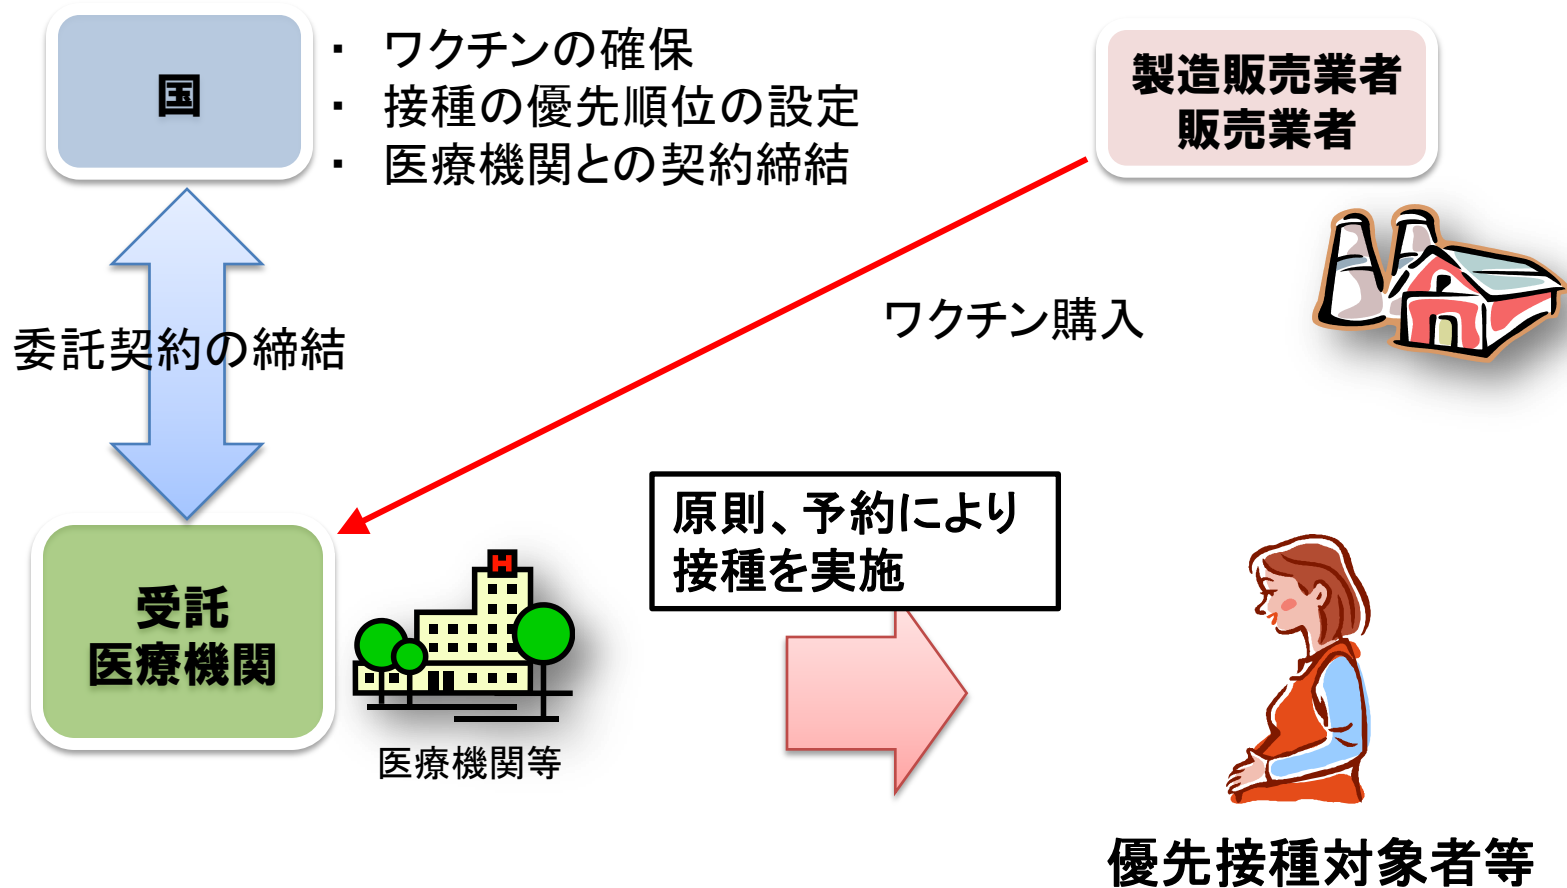 国
・ ワクチンの確保
・ 接種の優先順位の設定
・ 医療機関との契約締結
製造販売業者
販売業者
ワクチン購入
委託契約の締結
原則、予約により
接種を実施
受託
医療機関
H
医療機関等
優先接種対象者等